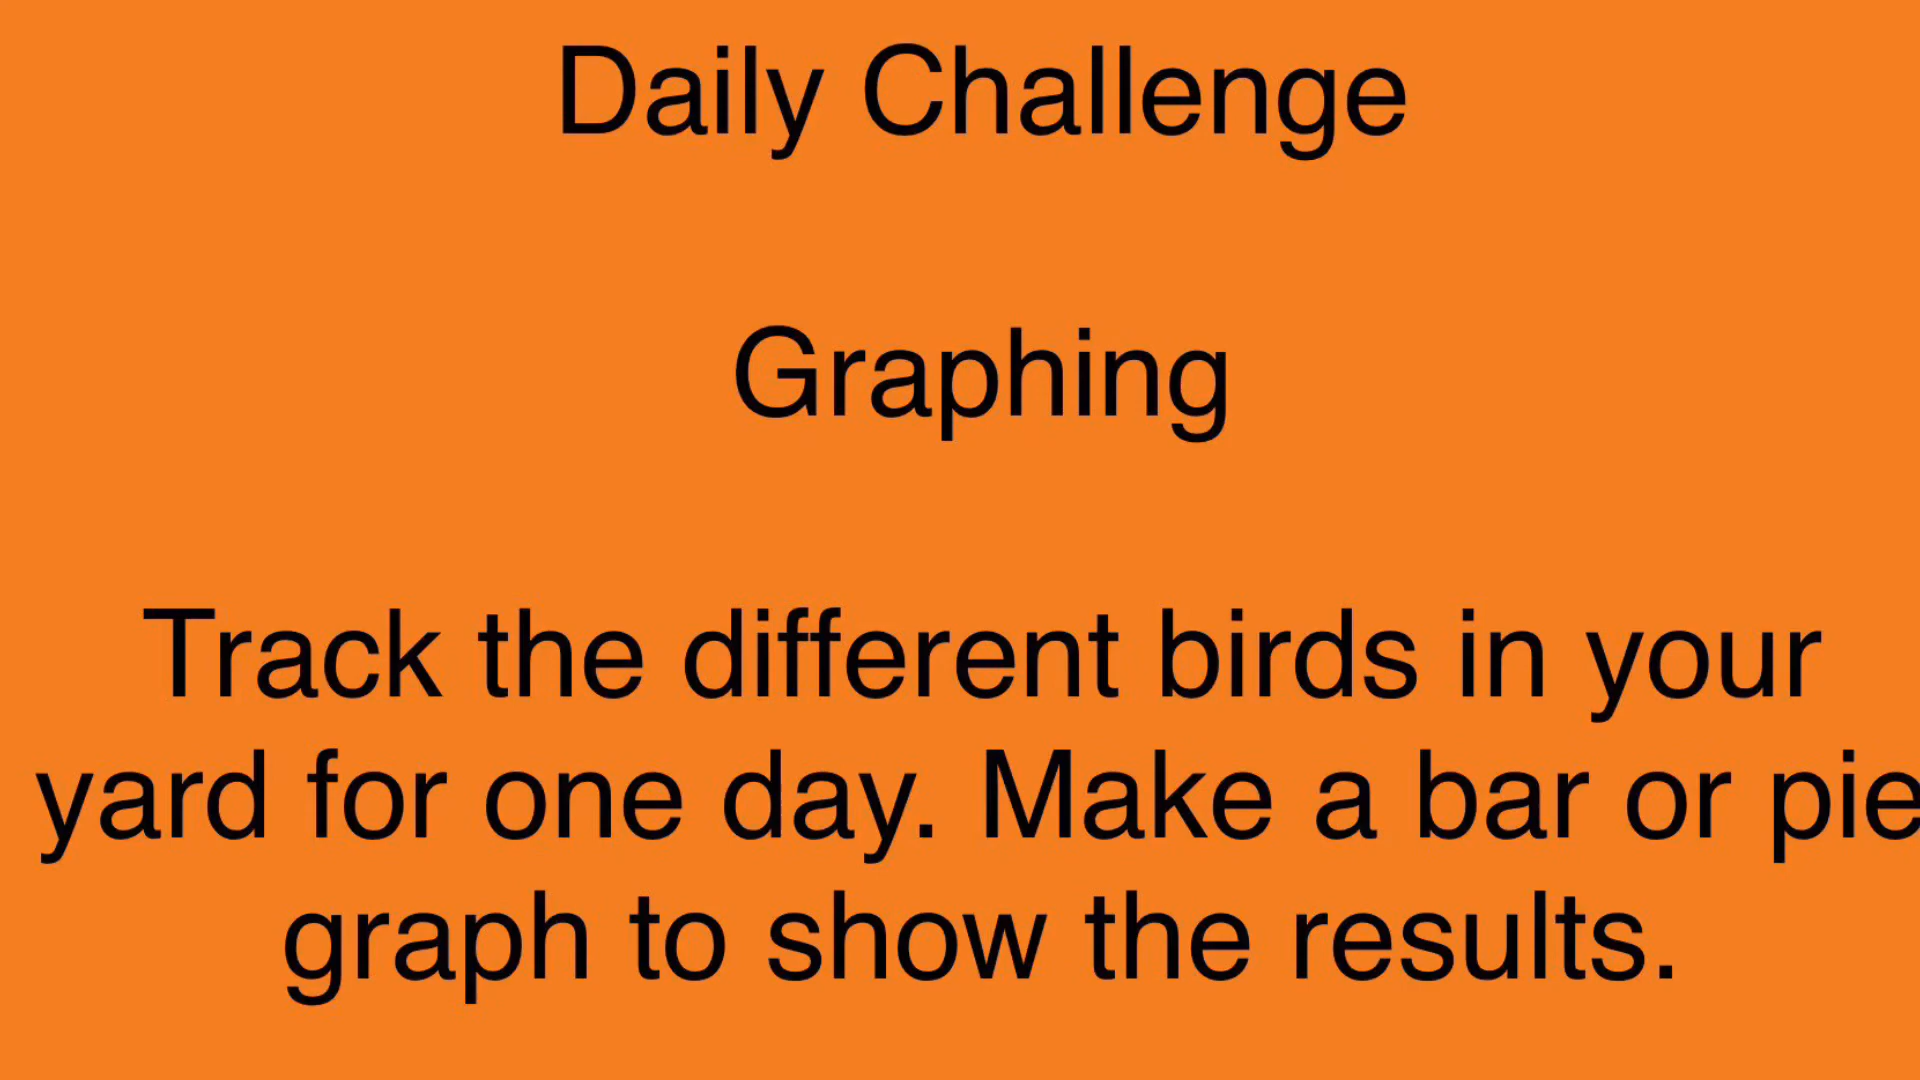 Daily Challenge
Graphing
Track the different birds in your
yard for one day. Make a bar or pie
graph to show the results.